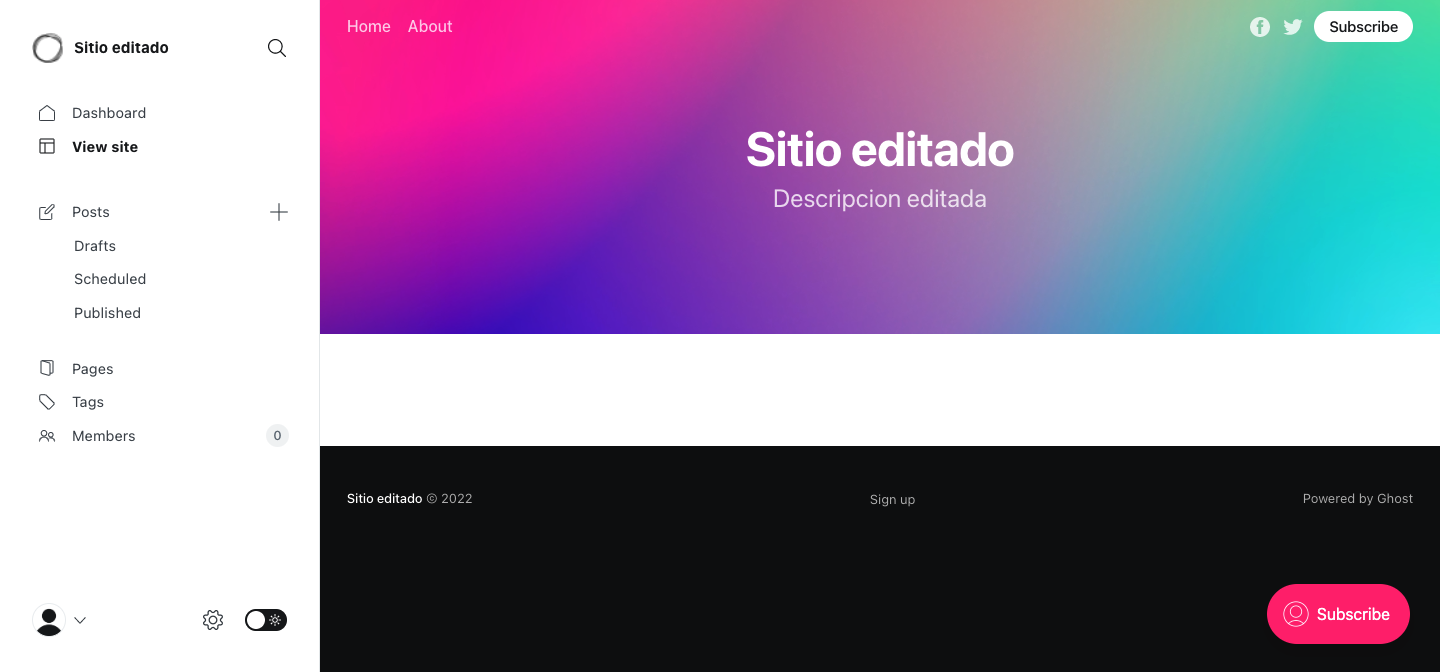 Sitio editado
Dashboard
View site
Posts
Drafts
Scheduled
Published
Pages
Tags
Members 0
Home About
Subscribe
Sitio editado
Descripcion editada
Sitio editado © 2022
Sign up
Powered by Ghost
Subscribe